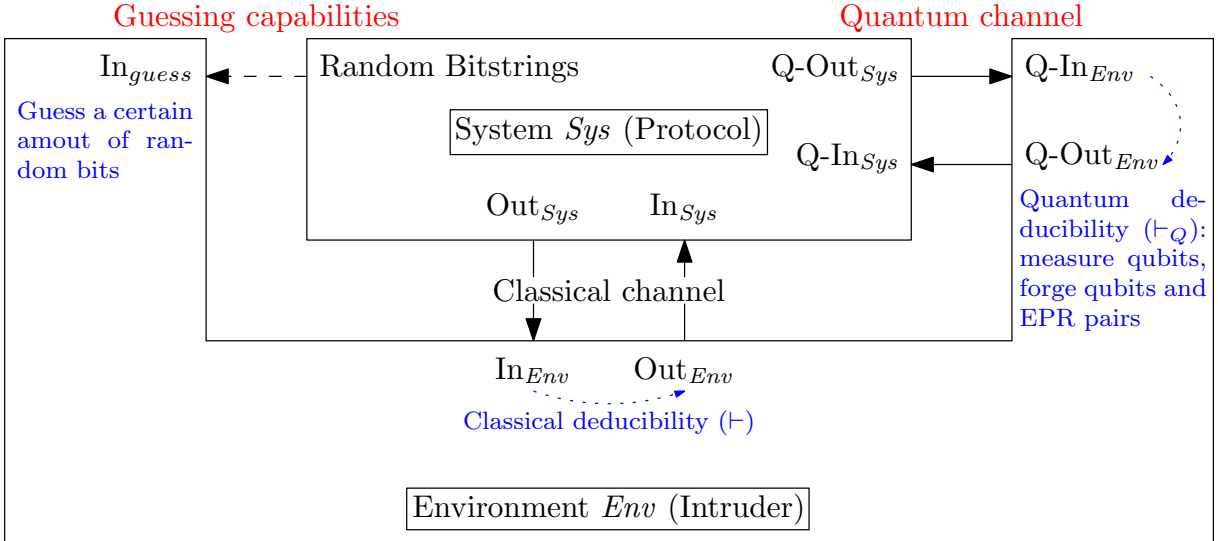 Guessing capabilities
Quantum channel
In_guess
Random Bitstrings
Q-Out_Sys
Q-In_Env
Guess a certain
amout of ran-
dom bits
System Sys (Protocol)
Q-In_Sys
Q-Out_Env
Out_Sys
In_Sys
Quantum de-
ducibility (⊢_Q):
measure qubits,
forge qubits and
EPR pairs
Classical channel
In_Env
Out_Env
Classical deducibility (⊢)
Environment Env (Intruder)